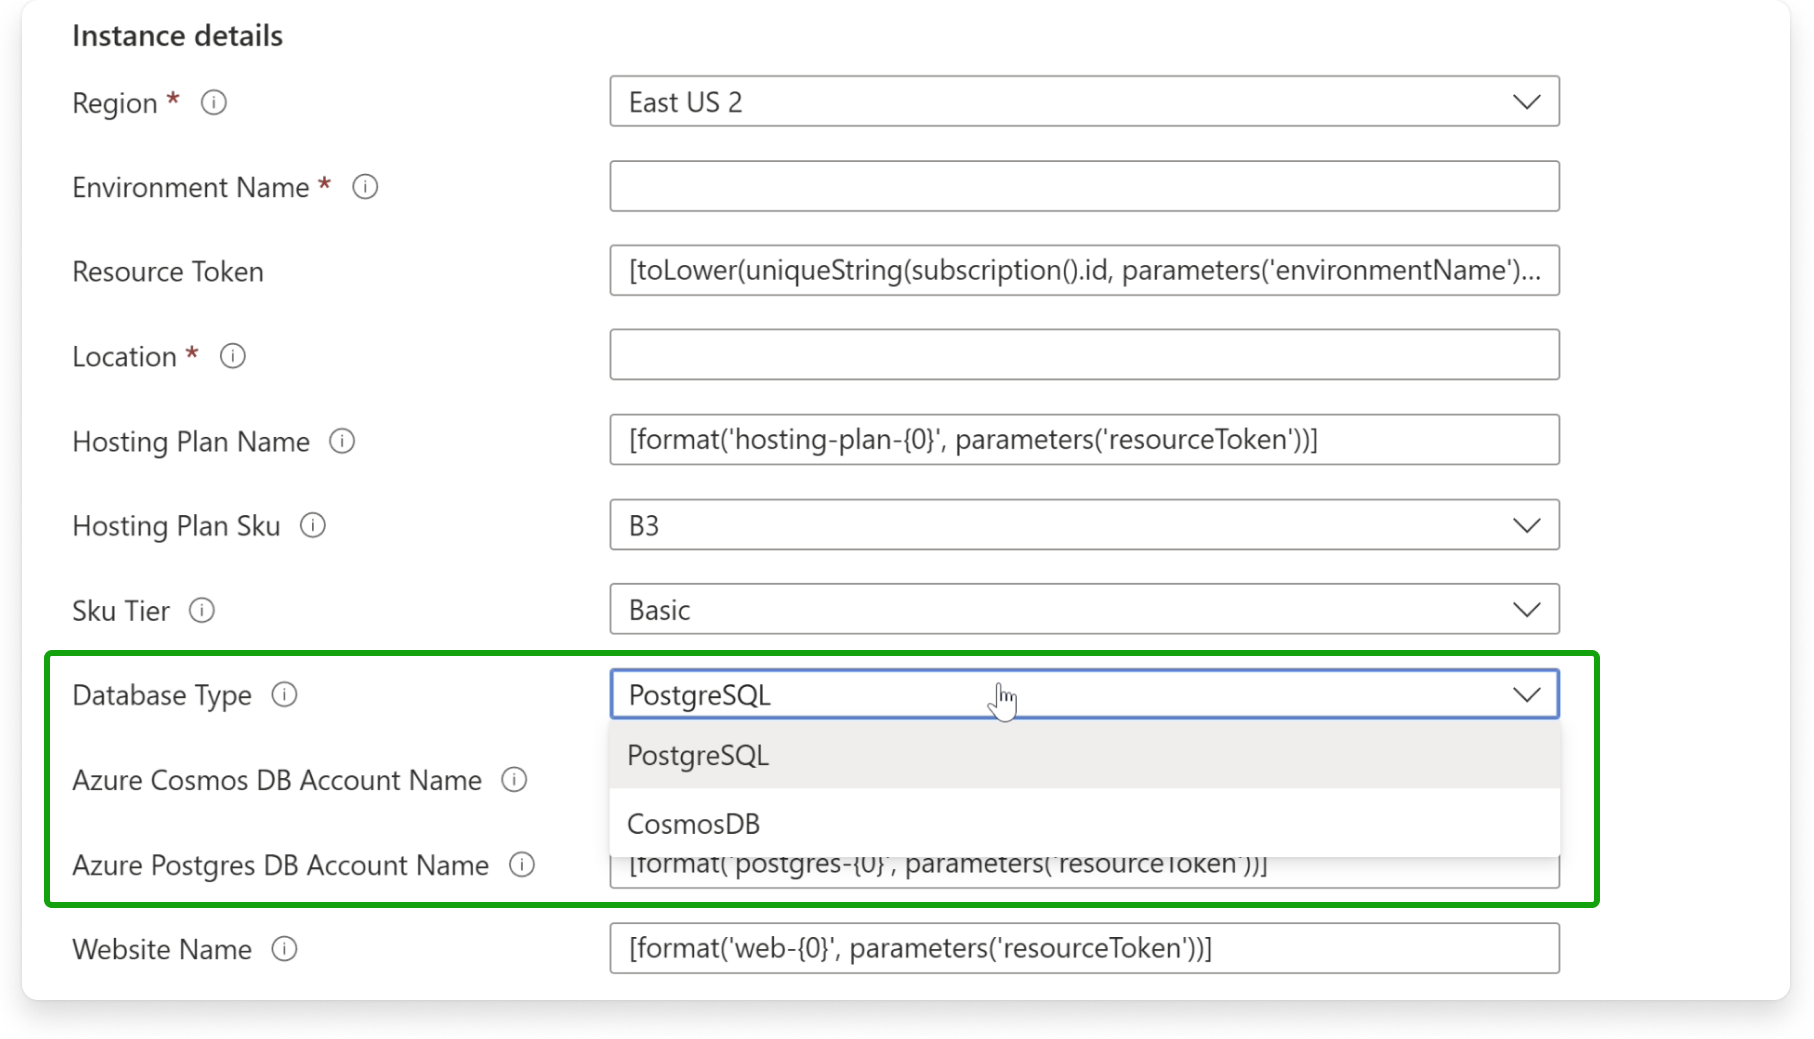 Instance details
Region *
East US 2
Environment Name *
Resource Token
[toLower(uniqueString(subscription().id, parameters('environmentName')...
Location *
Hosting Plan Name
[format('hosting-plan-{0}', parameters('resourceToken'))]
Hosting Plan Sku
B3
Sku Tier
Basic
Database Type
PostgreSQL
PostgreSQL
Azure Cosmos DB Account Name
CosmosDB
Azure Postgres DB Account Name
[format('postgres-{0}', parameters('resourceToken'))]
Website Name
[format('web-{0}', parameters('resourceToken'))]